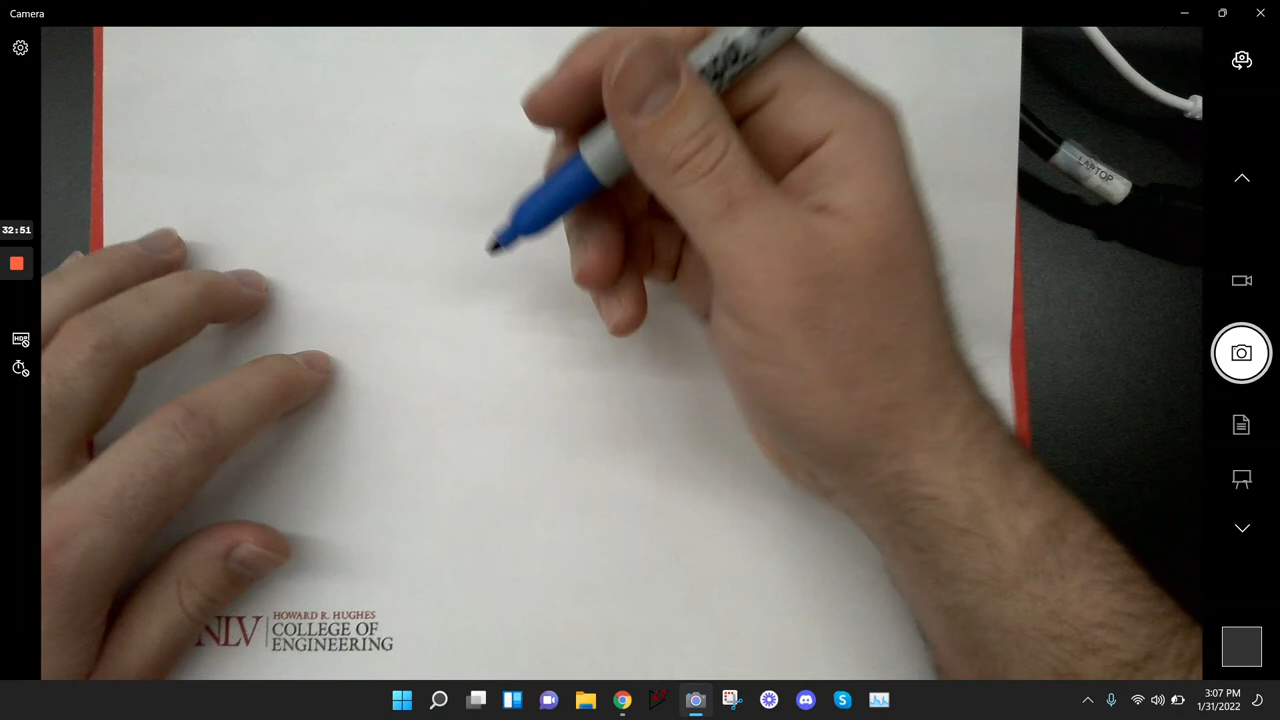 Camera
LAPTOP
32:51
NLV
HOWARD R. HUGHES
COLLEGE OF
ENGINEERING
3:07 PM
1/31/2022